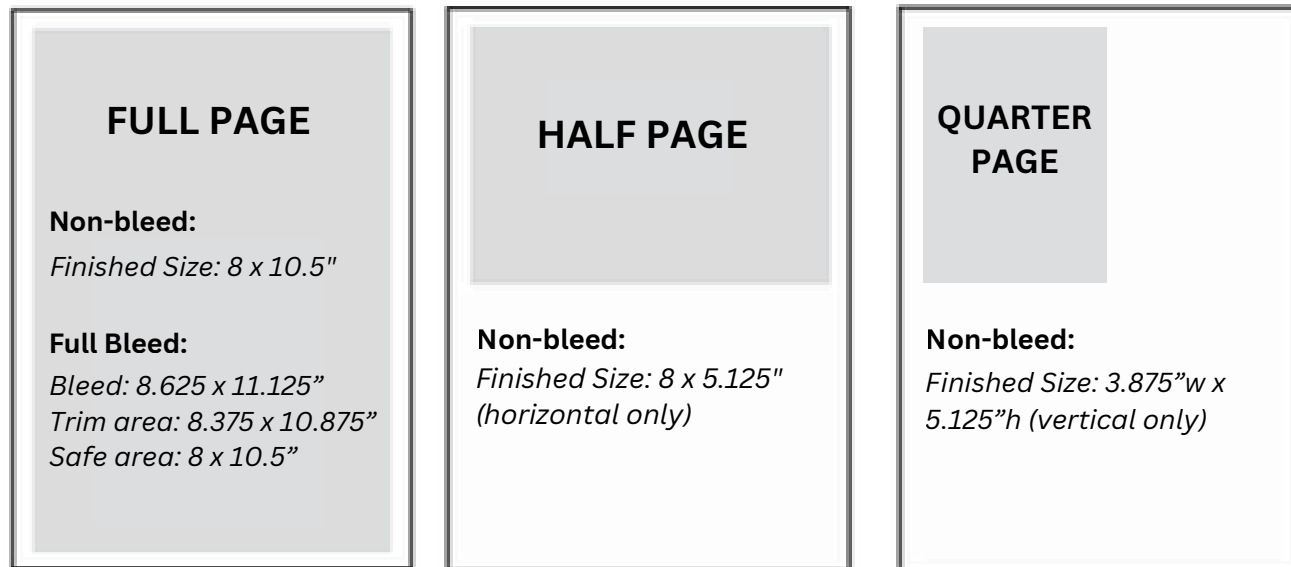 FULL PAGE
Non-bleed:
Finished Size: 8 x 10.5"
Full Bleed:
Bleed: 8.625 x 11.125”
Trim area: 8.375 x 10.875”
Safe area: 8 x 10.5”
HALF PAGE
Non-bleed:
Finished Size: 8 x 5.125"
(horizontal only)
QUARTER
PAGE
Non-bleed:
Finished Size: 3.875”w x
5.125”h (vertical only)